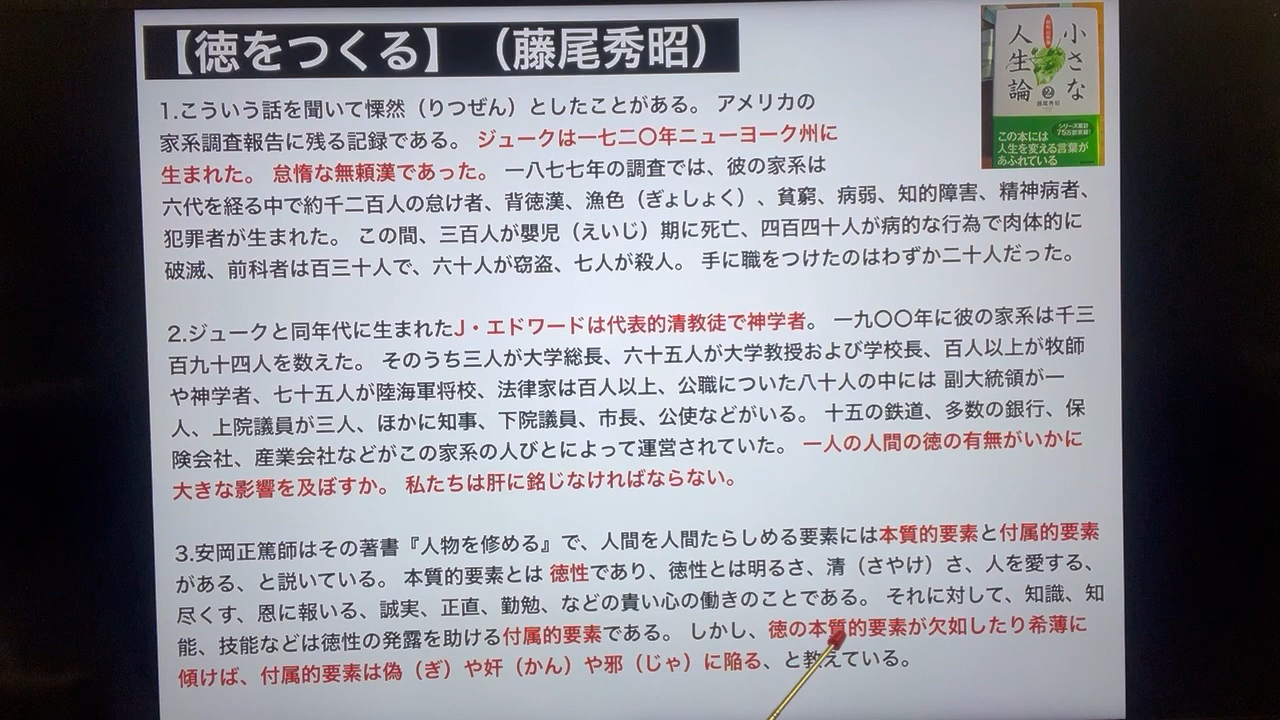 【徳をつくる】（藤尾秀昭）
小さな
人生論
❷
藤尾秀昭
シリーズ累計
75万部突破!
この本には
人生を変える言葉が
あふれている
1.こういう話を聞いて慄然（りつぜん）としたことがある。 アメリカの
家系調査報告に残る記録である。 ジュークは一七二〇年ニューヨーク州に
生まれた。 怠惰な無頼漢であった。 一八七七年の調査では、彼の家系は
六代を経る中で約千二百人の怠け者、背徳漢、漁色（ぎょしょく）、貧窮、病弱、知的障害、精神病者、
犯罪者が生まれた。 この間、三百人が嬰児（えいじ）期に死亡、四百四十人が病的な行為で肉体的に
破滅、前科者は百三十人で、六十人が窃盗、七人が殺人。 手に職をつけたのはわずか二十人だった。
2.ジュークと同年代に生まれたJ・エドワードは代表的清教徒で神学者。 一九〇〇年に彼の家系は千三
百九十四人を数えた。 そのうち三人が大学総長、六十五人が大学教授および学校長、百人以上が牧師
や神学者、七十五人が陸海軍将校、法律家は百人以上、公職についた八十人の中には 副大統領が一
人、上院議員が三人、ほかに知事、下院議員、市長、公使などがいる。 十五の鉄道、多数の銀行、保
険会社、産業会社などがこの家系の人びとによって運営されていた。 一人の人間の徳の有無がいかに
大きな影響を及ぼすか。 私たちは肝に銘じなければならない。
3.安岡正篤師はその著書『人物を修める』で、人間を人間たらしめる要素には本質的要素と付属的要素
がある、と説いている。 本質的要素とは 徳性であり、徳性とは明るさ、清（さやけ）さ、人を愛する、
尽くす、恩に報いる、誠実、正直、勤勉、などの貴い心の働きのことである。 それに対して、知識、知
能、技能などは徳性の発露を助ける付属的要素である。 しかし、徳の本質的要素が欠如したり希薄に
傾けば、付属的要素は偽（ぎ）や奸（かん）や邪（じゃ）に陥る、と教えている。